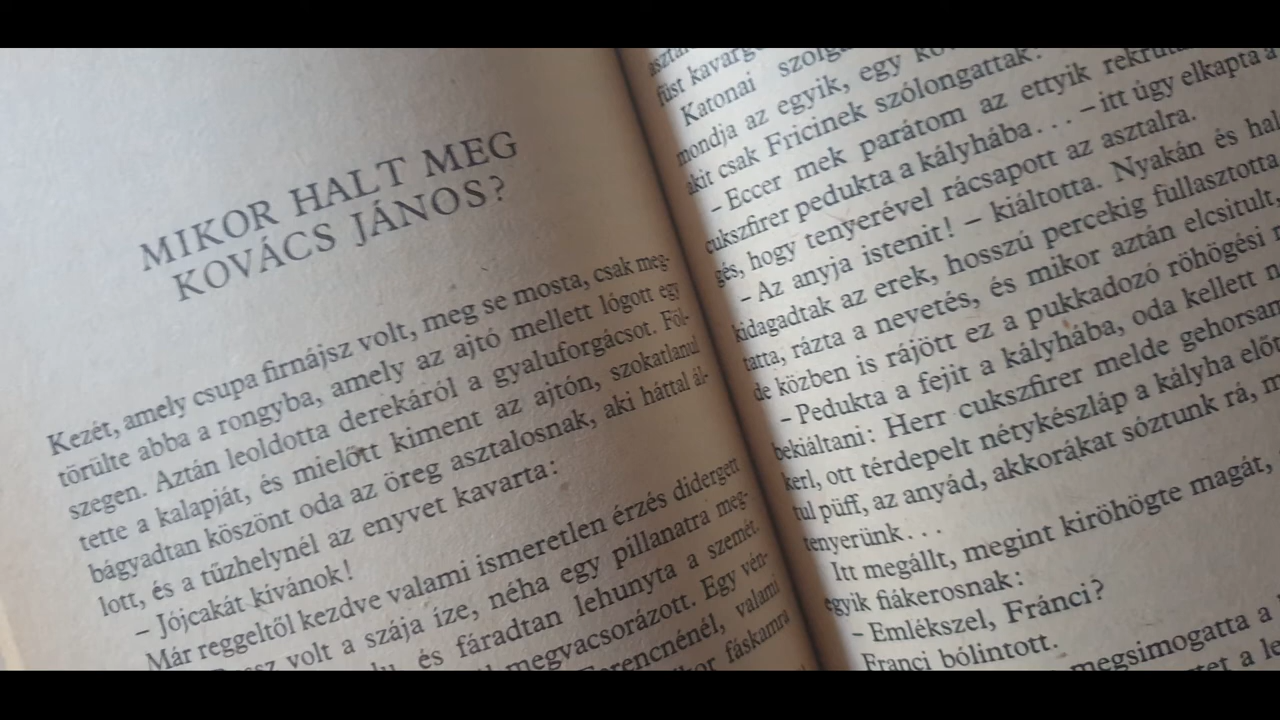 MIKOR HALT MEG
KOVÁCS JÁNOS?
Kezét, amely csupa firnájsz volt, meg se mosta, csak meg-
törülte abba a rongyba, amely az ajtó mellett lógott egy
szegen. Aztán leoldotta derekáról a gyaluforgácsot. Föl-
tette a kalapját, és mielőtt kiment az ajtón, szokatlanul
bágyadtan köszönt oda az öreg asztalosnak, aki háttal ál-
lott, és a tűzhelynél az enyvet kavarta:
– Jójcakát kívánok!
Már reggeltől kezdve valami ismeretlen érzés didergett
volt a szája íze, néha egy pillanatra meg-
és fáradtan lehunyta a szemét.
megvacsorázott. Egy vén-
valami
fáskamra
füst
Katonai
mondja az egyik, egy
akit csak Fricinek szólongattak:
– Eccer mek parátom az ettyik
cukszfirer pedukta a kályhába... – itt úgy elkapta a
gés, hogy tenyerével rácsapott az asztalra.
– Az anyja istenit! – kiáltotta. Nyakán és
kidagadtak az erek, hosszú percekig fullasztotta,
tatta, rázta a nevetés, és mikor aztán elcsitult,
de közben is rájött ez a pukkadozó röhögési
– Pedukta a fejit a kályhába, oda kellett
bekiáltani: Herr cukszfirer melde
kerl, ott térdepelt nétykészláp a kályha előtt
tul püff, az anyád, akkorákat sóztunk rá,
tenyerünk...
Itt megállt, megint kiröhögte magát,
egyik fiákerosnak:
– Emlékszel, Fránci?
Franci bólintott.
megsimogatta a